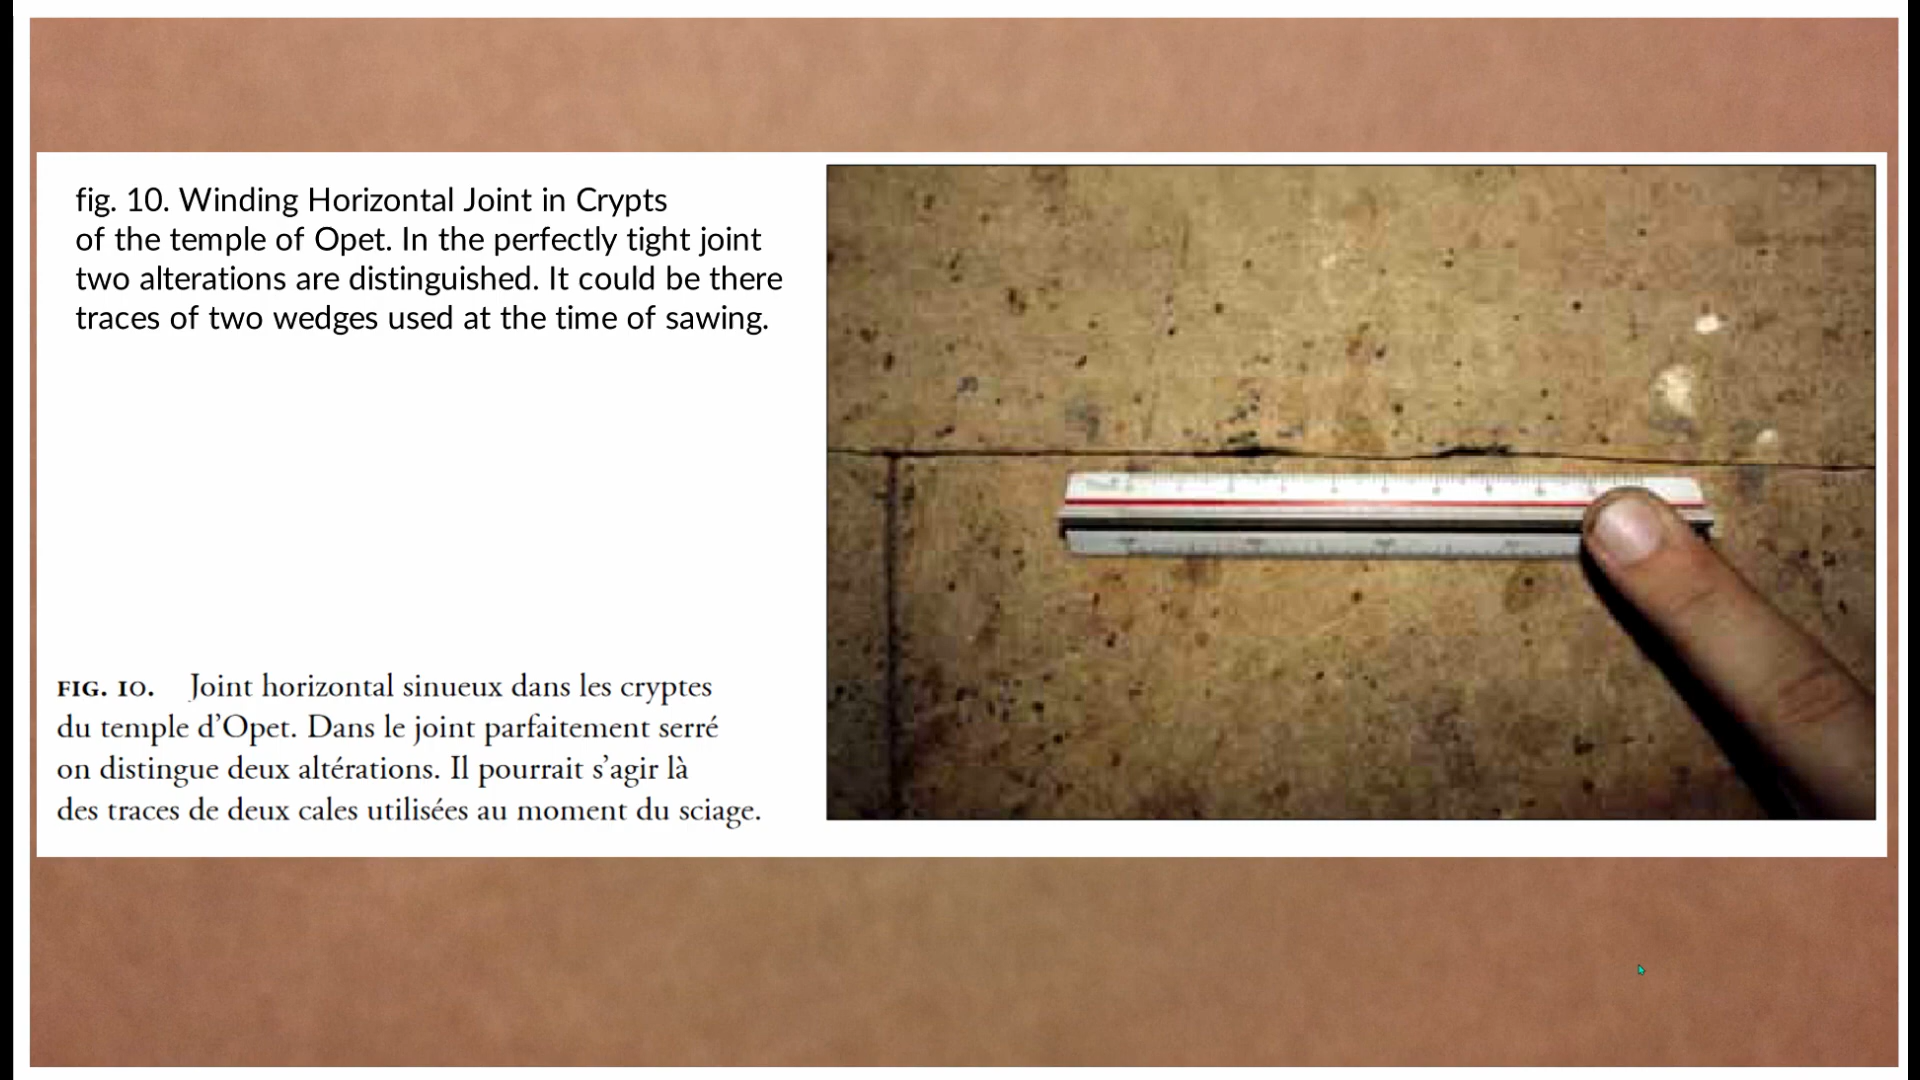 fig. 10. Winding Horizontal Joint in Crypts
of the temple of Opet. In the perfectly tight joint
two alterations are distinguished. It could be there
traces of two wedges used at the time of sawing.
FIG. 10. Joint horizontal sinueux dans les cryptes
du temple d’Opet. Dans le joint parfaitement serré
on distingue deux altérations. Il pourrait s’agir là
des traces de deux cales utilisées au moment du sciage.